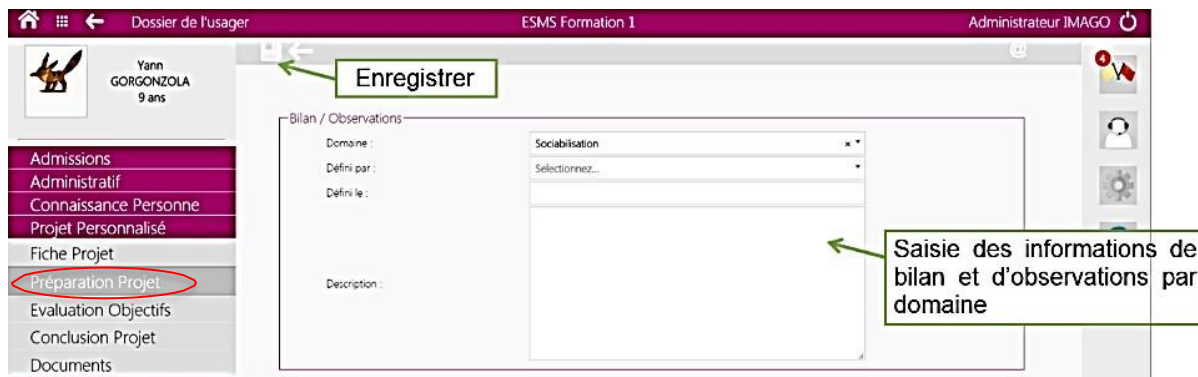 Dossier de l'usager
ESMS Formation 1
Administrateur IMAGO
Yann
GORGONZOLA
9 ans
@
4
Enregistrer
Bilan / Observations
Domaine :
Sociabilisation
Défini par :
Selectionnez...
Défini le :
Description :
Saisie des informations de
bilan et d'observations par
domaine
Admissions
Administratif
Connaissance Personne
Projet Personnalisé
Fiche Projet
Préparation Projet
Evaluation Objectifs
Conclusion Projet
Documents